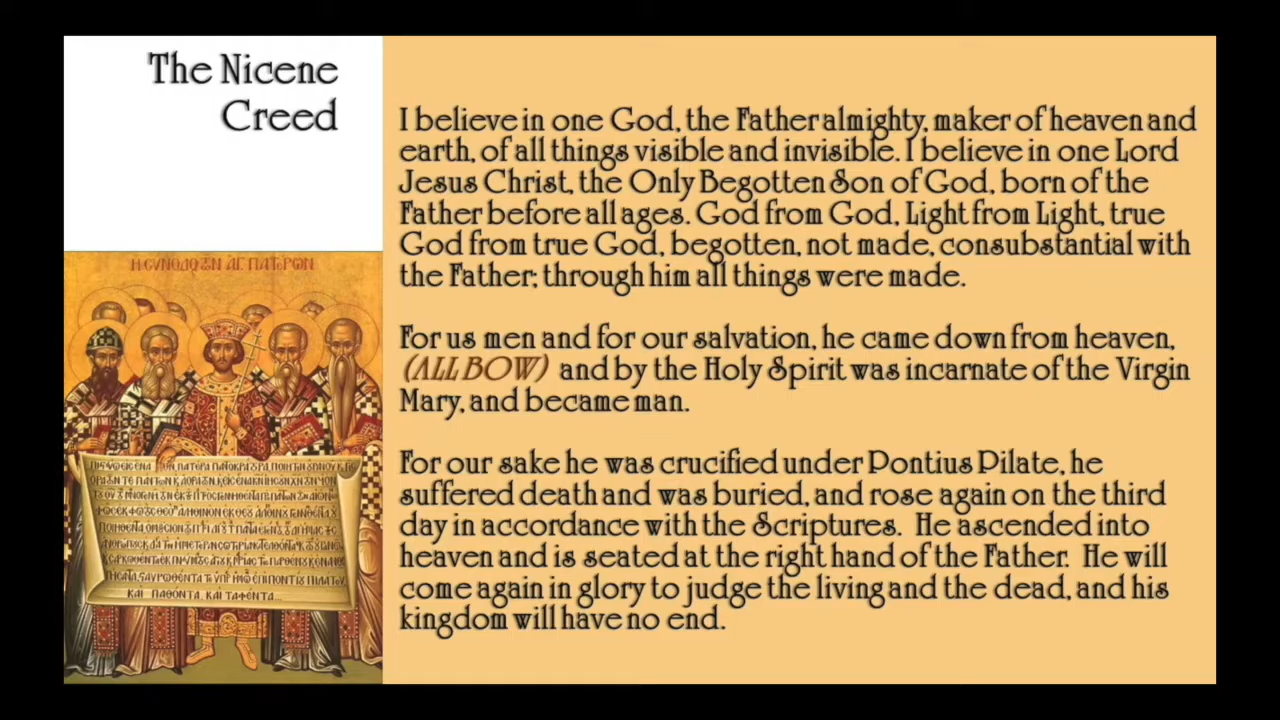 The Nicene
Creed
I believe in one God, the Father almighty, maker of heaven and
earth, of all things visible and invisible. I believe in one Lord
Jesus Christ, the Only Begotten Son of God, born of the
Father before all ages. God from God, Light from Light, true
God from true God, begotten, not made, consubstantial with
the Father; through him all things were made.
For us men and for our salvation, he came down from heaven,
(ALL BOW) and by the Holy Spirit was incarnate of the Virgin
Mary, and became man.
For our sake he was crucified under Pontius Pilate, he
suffered death and was buried, and rose again on the third
day in accordance with the Scriptures. He ascended into
heaven and is seated at the right hand of the Father. He will
come again in glory to judge the living and the dead, and his
kingdom will have no end.
ΚΑΙ ΠΑΘΟΝΤΑ ΚΑΙ ΤΑΦΕΝΤΑ...